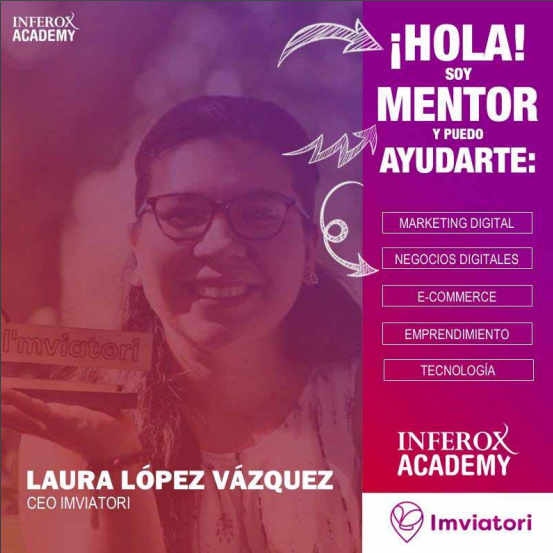 INFEROX
ACADEMY
¡HOLA!
SOY
MENTOR
Y PUEDO
AYUDARTE:
MARKETING DIGITAL
NEGOCIOS DIGITALES
E-COMMERCE
EMPRENDIMIENTO
TECNOLOGÍA
I'mviatori
LAURA LÓPEZ VÁZQUEZ
CEO IMVIATORI
INFEROX
ACADEMY
Imviatori